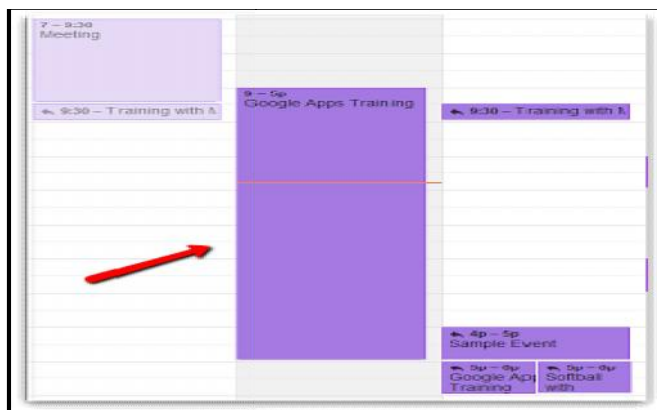 7 – 9:30
Meeting
9:30 – Training with M
9 – 5p
Google Apps Training
9:30 – Training with M
4p – 5p
Sample Event
5p – 6p
Google App
Training
5p – 6p
Softball
with